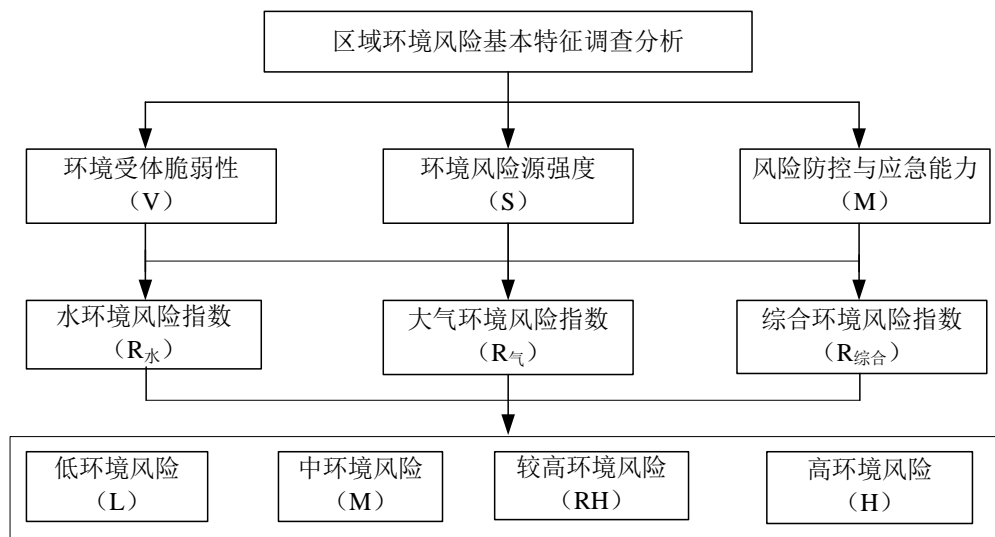 区域环境风险基本特征调查分析
环境受体脆弱性
（V）
环境风险源强度
（S）
风险防控与应急能力
（M）
水环境风险指数
（R水）
大气环境风险指数
（R气）
综合环境风险指数
（R综合）
低环境风险
（L）
中环境风险
（M）
较高环境风险
（RH）
高环境风险
（H）